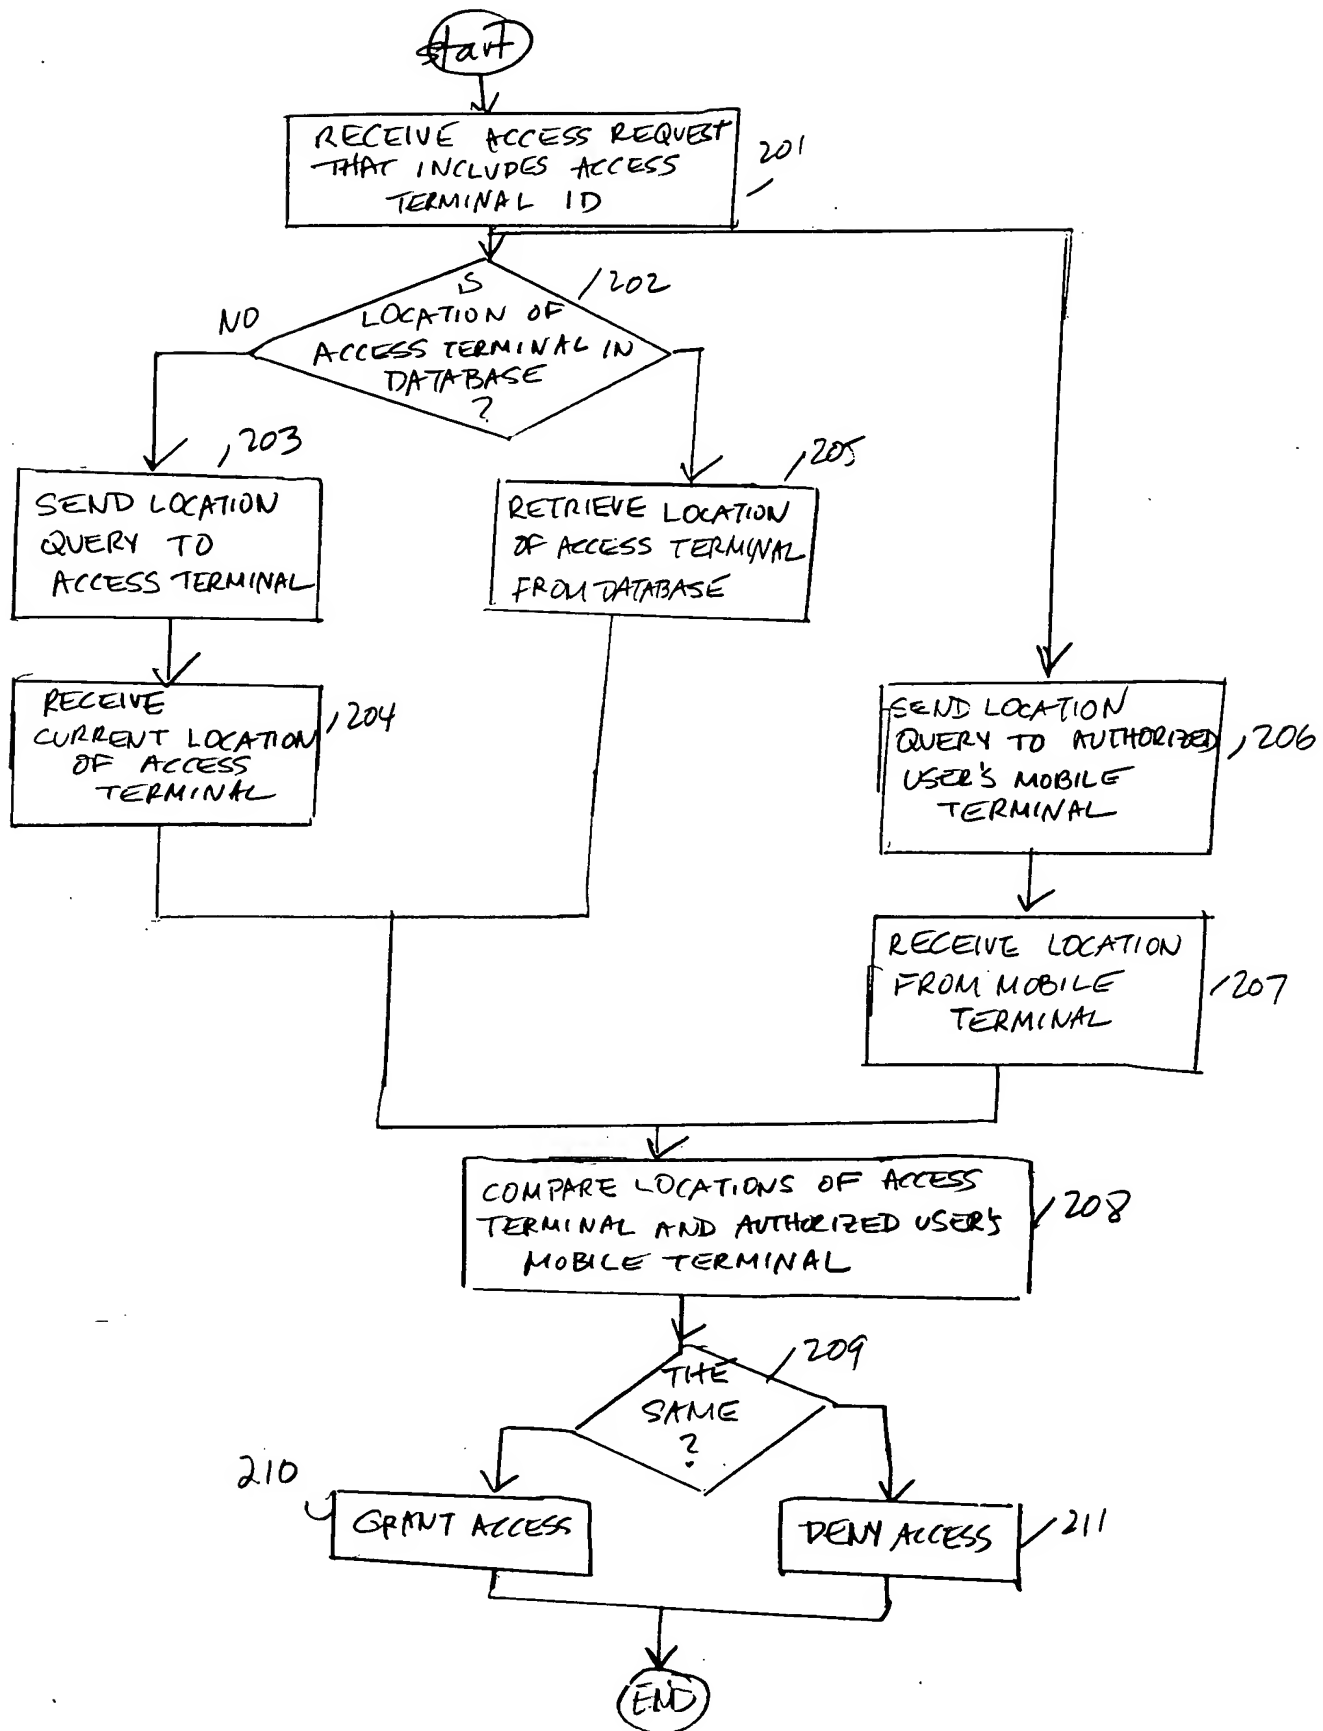 start
RECEIVE ACCESS REQUEST
THAT INCLUDES ACCESS
TERMINAL ID
201
IS
LOCATION OF
ACCESS TERMINAL IN
DATABASE
?
202
NO
203
SEND LOCATION
QUERY TO
ACCESS TERMINAL
205
RETRIEVE LOCATION
OF ACCESS TERMINAL
FROM DATABASE
RECEIVE
CURRENT LOCATION
OF ACCESS
TERMINAL
204
SEND LOCATION
QUERY TO AUTHORIZED
USER'S MOBILE
TERMINAL
206
RECEIVE LOCATION
FROM MOBILE
TERMINAL
207
COMPARE LOCATIONS OF ACCESS
TERMINAL AND AUTHORIZED USER'S
MOBILE TERMINAL
208
THE
SAME
?
209
210
GRANT ACCESS
DENY ACCESS
211
END